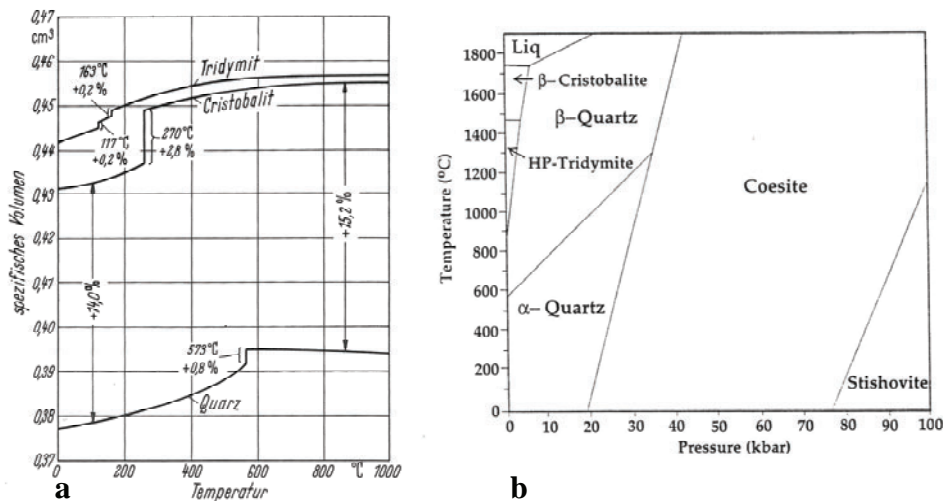 0,47
cm³
0,46
0,45
0,44
0,43
0,42
0,41
0,40
0,39
0,38
0,37
spezifisches Volumen
163°C
+0,2%
Tridymit
Cristobalit
117°C
+0,2%
270°C
+2,8%
+14,0%
+15,2%
573°C
+0,8%
Quarz
0
200
400
600
800
°C
1000
Temperatur
a
1800
1600
1400
1200
1000
800
600
400
200
0
Temperature (°C)
Liq
β-Cristobalite
β-Quartz
HP-Tridymite
Coesite
α- Quartz
Stishovite
0
10
20
30
40
50
60
70
80
90
100
Pressure (kbar)
b